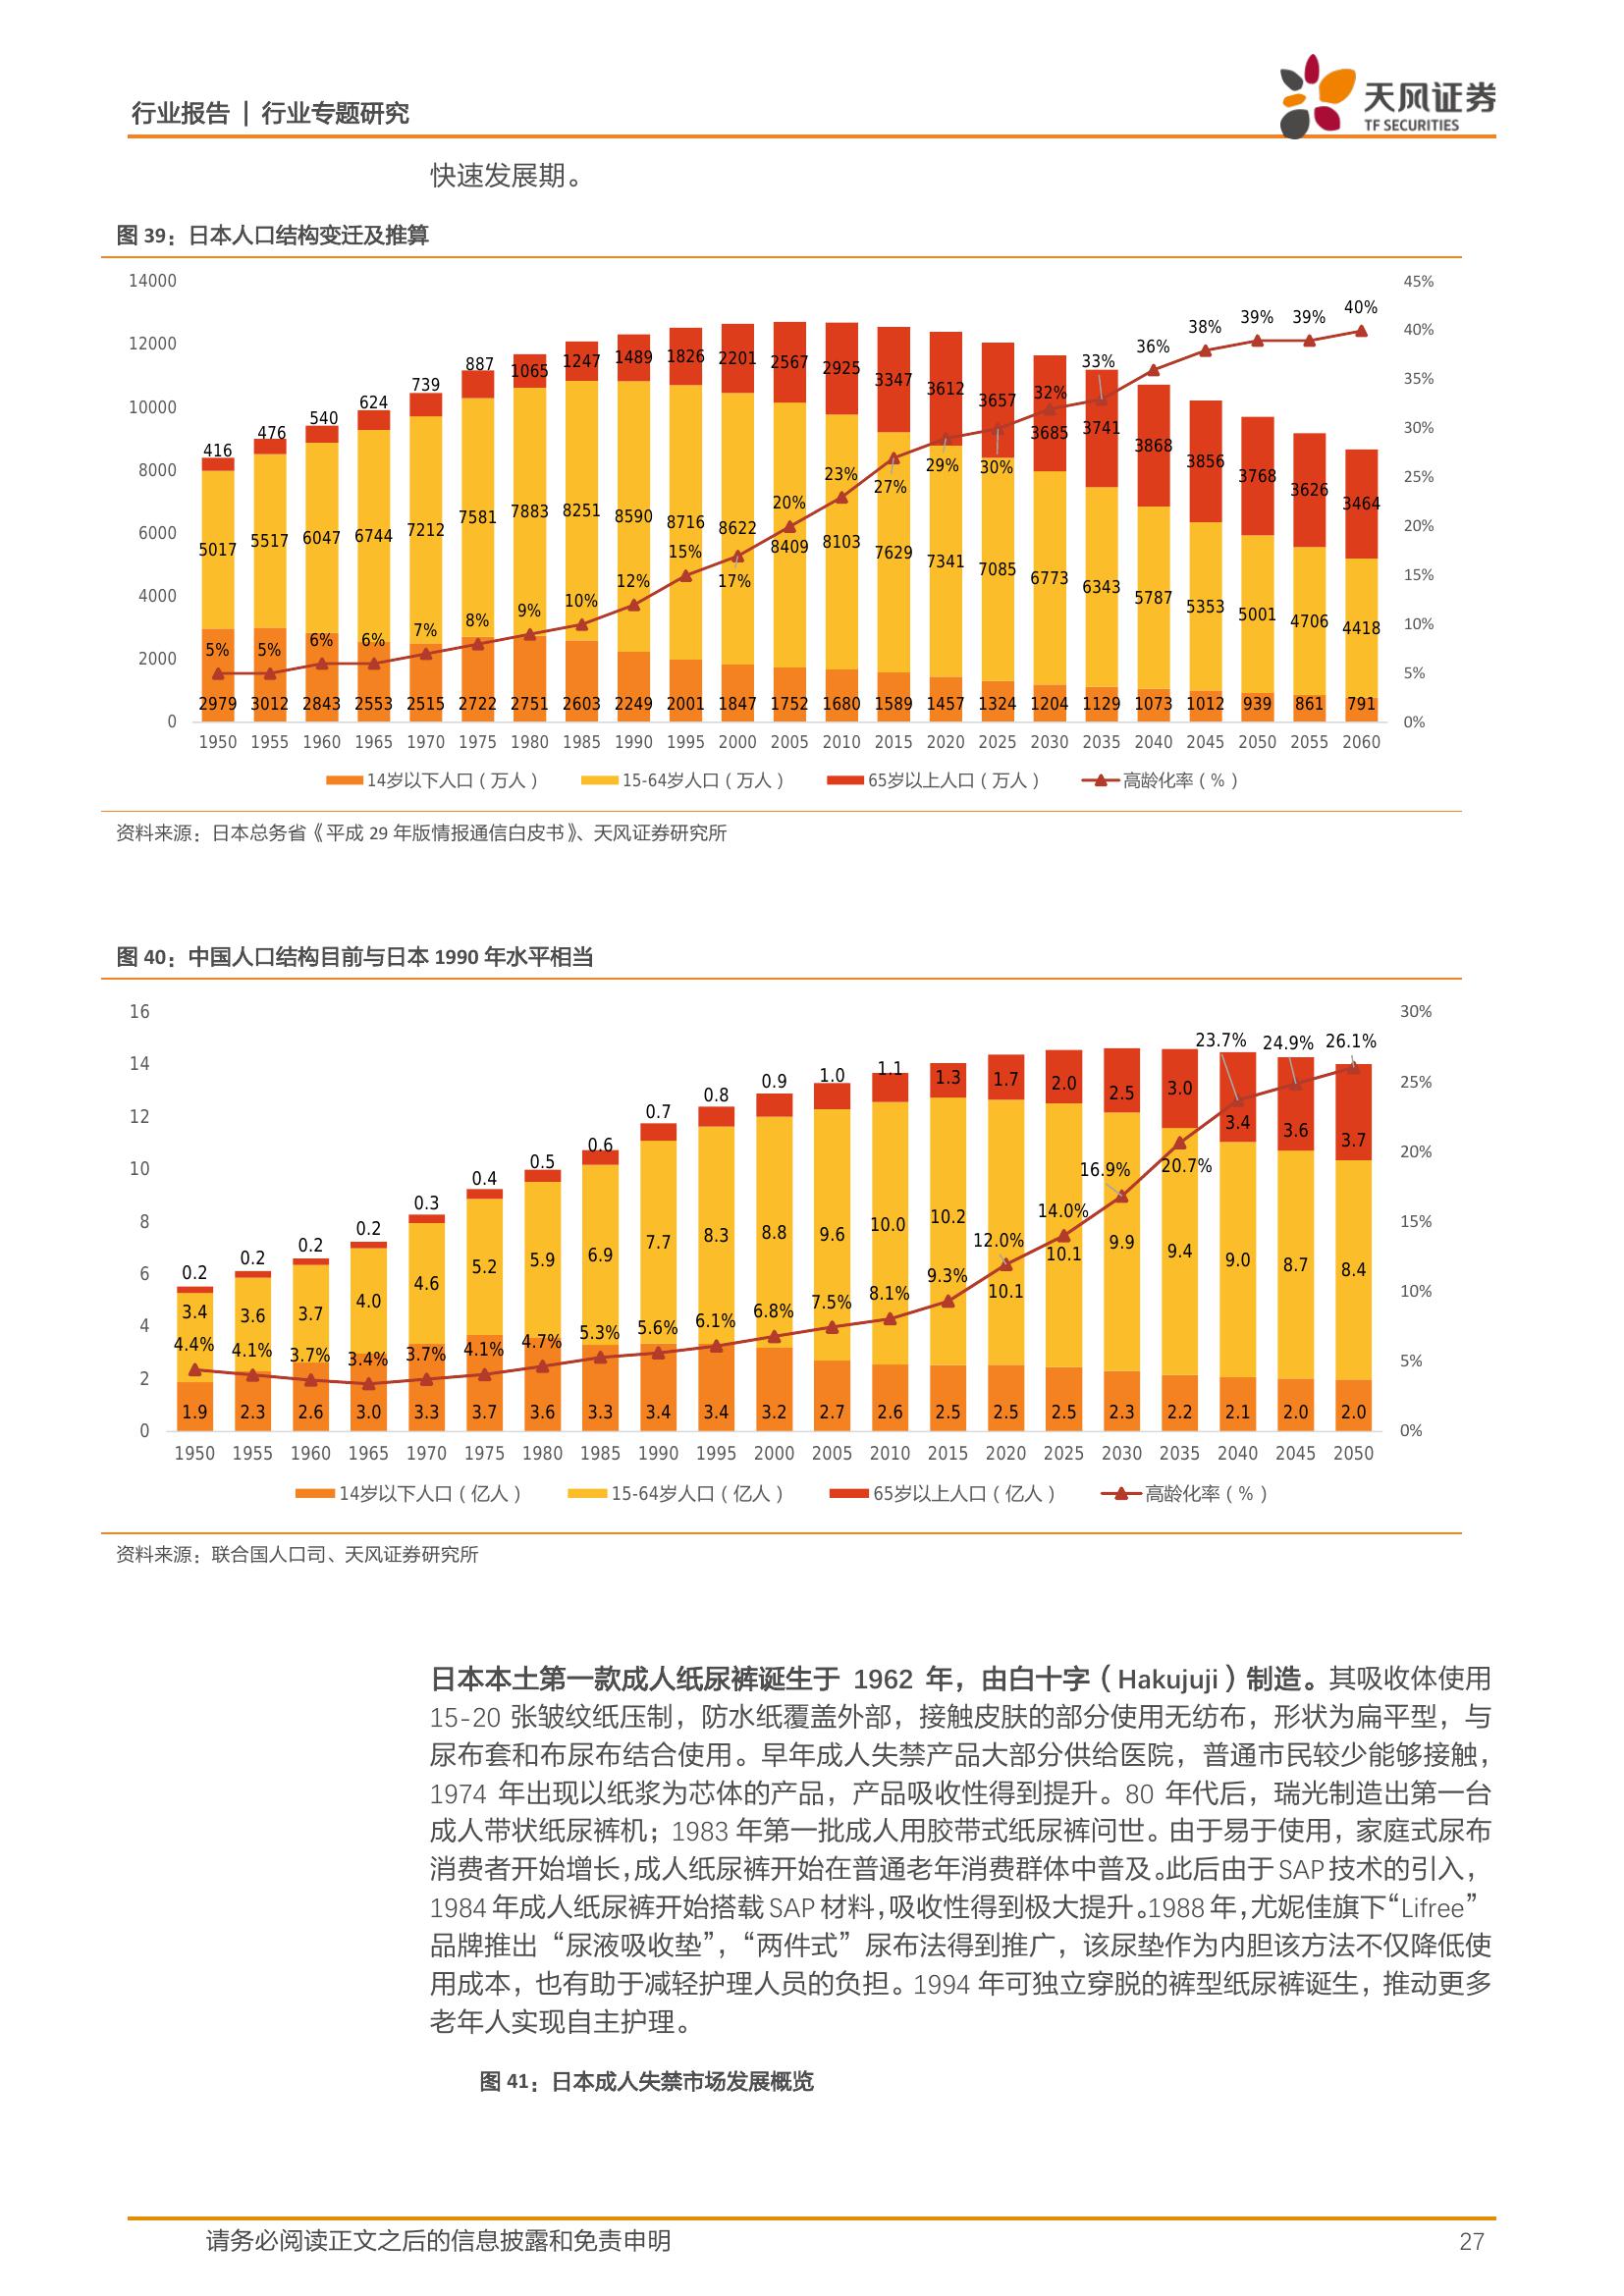 行业报告 | 行业专题研究
天风证券
TF SECURITIES
快速发展期。
图 39：日本人口结构变迁及推算
14000
12000
10000
8000
6000
4000
2000
0
45%
40%
35%
30%
25%
20%
15%
10%
5%
0%
416 476 540 624 739 887 1065 1247 1489 1826 2201 2567 2925 3347 3612 3657 3685 3741 3868 3856 3768 3626 3464
5017 5517 6047 6744 7212 7581 7883 8251 8590 8716 8622 8409 8103 7629 7341 7085 6773 6343 5787 5353 5001 4706 4418
5% 5% 6% 6% 7% 8% 9% 10% 12% 15% 17% 20% 23% 27% 29% 30% 32% 33% 36% 38% 39% 39% 40%
2979 3012 2843 2553 2515 2722 2751 2603 2249 2001 1847 1752 1680 1589 1457 1324 1204 1129 1073 1012 939 861 791
1950 1955 1960 1965 1970 1975 1980 1985 1990 1995 2000 2005 2010 2015 2020 2025 2030 2035 2040 2045 2050 2055 2060
14岁以下人口（万人） 15-64岁人口（万人） 65岁以上人口（万人） 高龄化率（%）
资料来源：日本总务省《平成 29 年版情报通信白皮书》、天风证券研究所
图 40：中国人口结构目前与日本 1990 年水平相当
16
14
12
10
8
6
4
2
0
30%
25%
20%
15%
10%
5%
0%
0.2 0.2 0.2 0.2 0.3 0.4 0.5 0.6 0.7 0.8 0.9 1.0 1.1 1.3 1.7 2.0 2.5 3.0 3.4 3.6 3.7
3.4 3.6 3.7 4.0 4.6 5.2 5.9 6.9 7.7 8.3 8.8 9.6 10.0 10.2 10.1 10.1 9.9 9.4 9.0 8.7 8.4
4.4% 4.1% 3.7% 3.4% 3.7% 4.1% 4.7% 5.3% 5.6% 6.1% 6.8% 7.5% 8.1% 9.3% 12.0% 14.0% 16.9% 20.7% 23.7% 24.9% 26.1%
1.9 2.3 2.6 3.0 3.3 3.7 3.6 3.3 3.4 3.4 3.2 2.7 2.6 2.5 2.5 2.5 2.3 2.2 2.1 2.0 2.0
1950 1955 1960 1965 1970 1975 1980 1985 1990 1995 2000 2005 2010 2015 2020 2025 2030 2035 2040 2045 2050
14岁以下人口（亿人） 15-64岁人口（亿人） 65岁以上人口（亿人） 高龄化率（%）
资料来源：联合国人口司、天风证券研究所
日本本土第一款成人纸尿裤诞生于 1962 年，由白十字（Hakujuji）制造。其吸收体使用
15-20 张皱纹纸压制，防水纸覆盖外部，接触皮肤的部分使用无纺布，形状为扁平型，与
尿布套和布尿布结合使用。早年成人失禁产品大部分供给医院，普通市民较少能够接触，
1974 年出现以纸浆为芯体的产品，产品吸收性得到提升。80 年代后，瑞光制造出第一台
成人带状纸尿裤机；1983 年第一批成人用胶带式纸尿裤问世。由于易于使用，家庭式尿布
消费者开始增长，成人纸尿裤开始在普通老年消费群体中普及。此后由于 SAP 技术的引入，
1984 年成人纸尿裤开始搭载 SAP 材料，吸收性得到极大提升。1988 年，尤妮佳旗下“Lifree”
品牌推出“尿液吸收垫”，“两件式”尿布法得到推广，该尿垫作为内胆该方法不仅降低使
用成本，也有助于减轻护理人员的负担。1994 年可独立穿脱的裤型纸尿裤诞生，推动更多
老年人实现自主护理。
图 41：日本成人失禁市场发展概览
请务必阅读正文之后的信息披露和免责申明 27